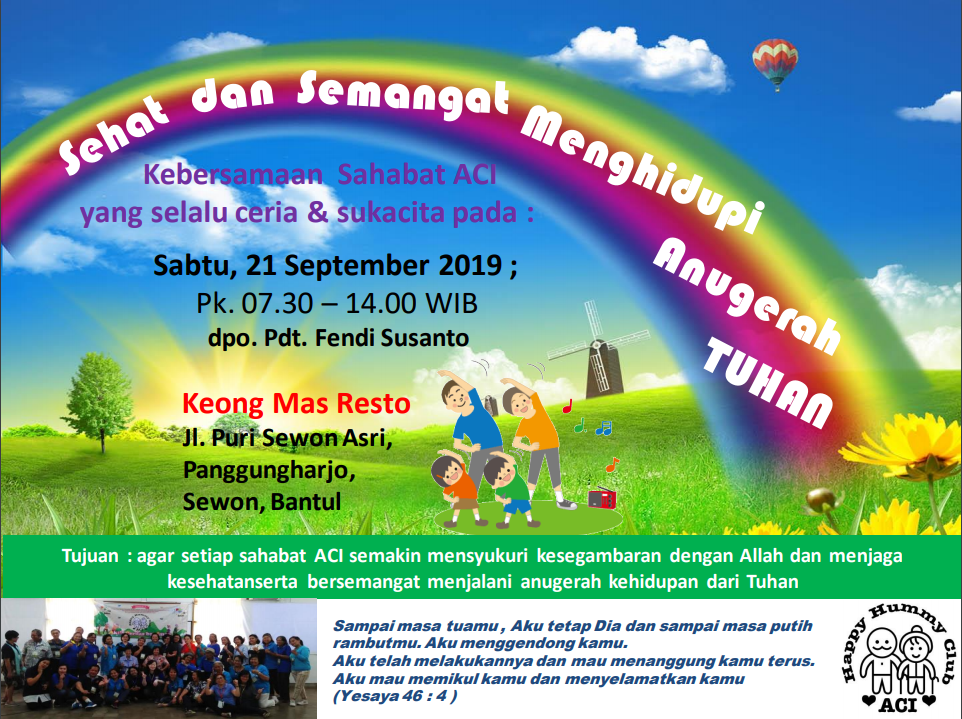 Sehat dan Semangat Menghidupi
Anugerah
TUHAN
Kebersamaan Sahabat ACI
yang selalu ceria & sukacita pada :
Sabtu, 21 September 2019 ;
Pk. 07.30 – 14.00 WIB
dpo. Pdt. Fendi Susanto
Keong Mas Resto
Jl. Puri Sewon Asri,
Panggungharjo,
Sewon, Bantul
Tujuan : agar setiap sahabat ACI semakin mensyukuri kesegambaran dengan Allah dan menjaga
kesehatanserta bersemangat menjalani anugerah kehidupan dari Tuhan
Sampai masa tuamu , Aku tetap Dia dan sampai masa putih
rambutmu. Aku menggendong kamu.
Aku telah melakukannya dan mau menanggung kamu terus.
Aku mau memikul kamu dan menyelamatkan kamu
(Yesaya 46 : 4 )
Happy Hummy Club
ACI